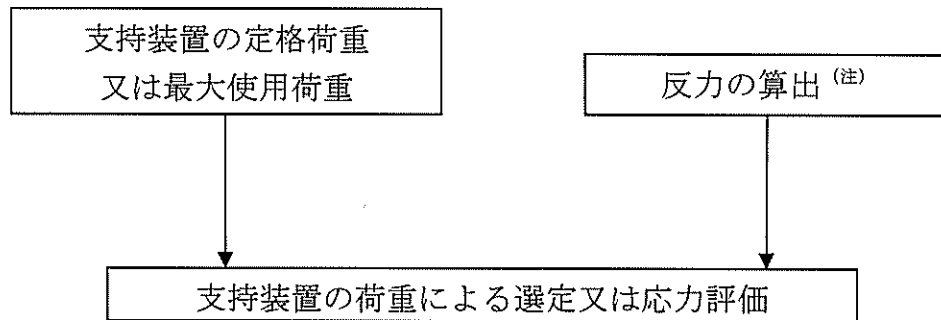 支持装置の定格荷重
又は最大使用荷重
反力の算出 (注)
支持装置の荷重による選定又は応力評価